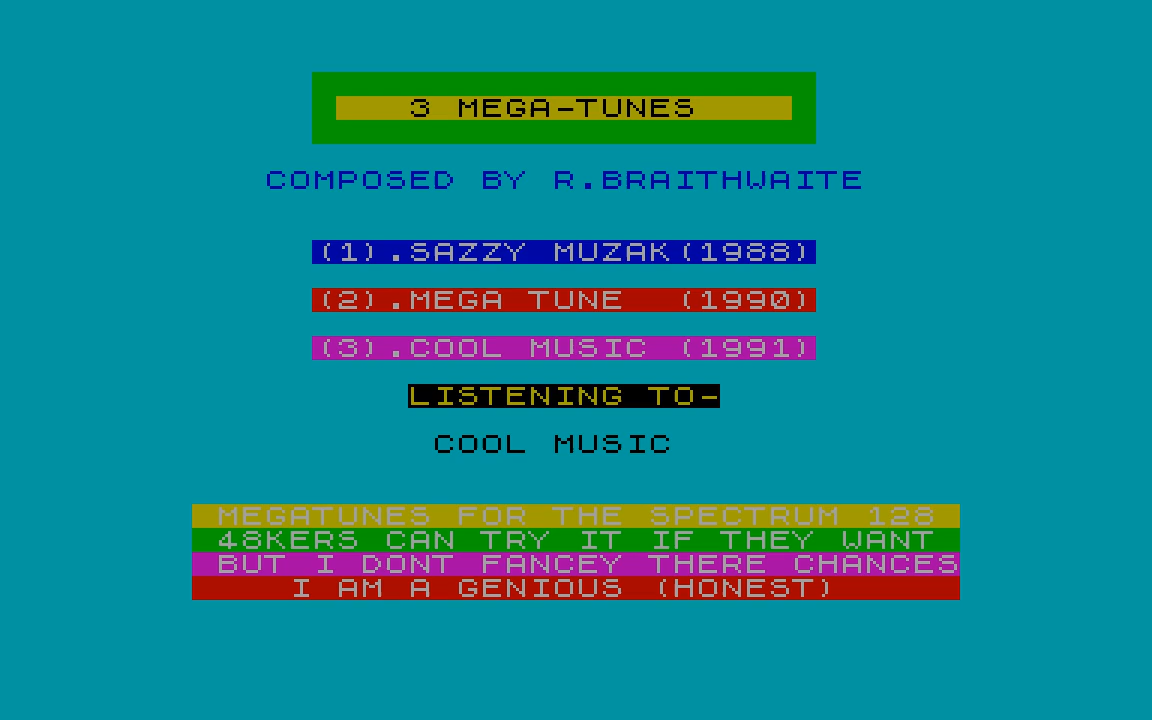 3 MEGA-TUNES
COMPOSED BY R.BRAITHWAITE
(1).SAZZY MUZAK(1988)
(2).MEGA TUNE (1990)
(3).COOL MUSIC (1991)
LISTENING TO-
COOL MUSIC
MEGATUNES FOR THE SPECTRUM 128
48KERS CAN TRY IT IF THEY WANT
BUT I DONT FANCEY THERE CHANCES
I AM A GENIOUS (HONEST)